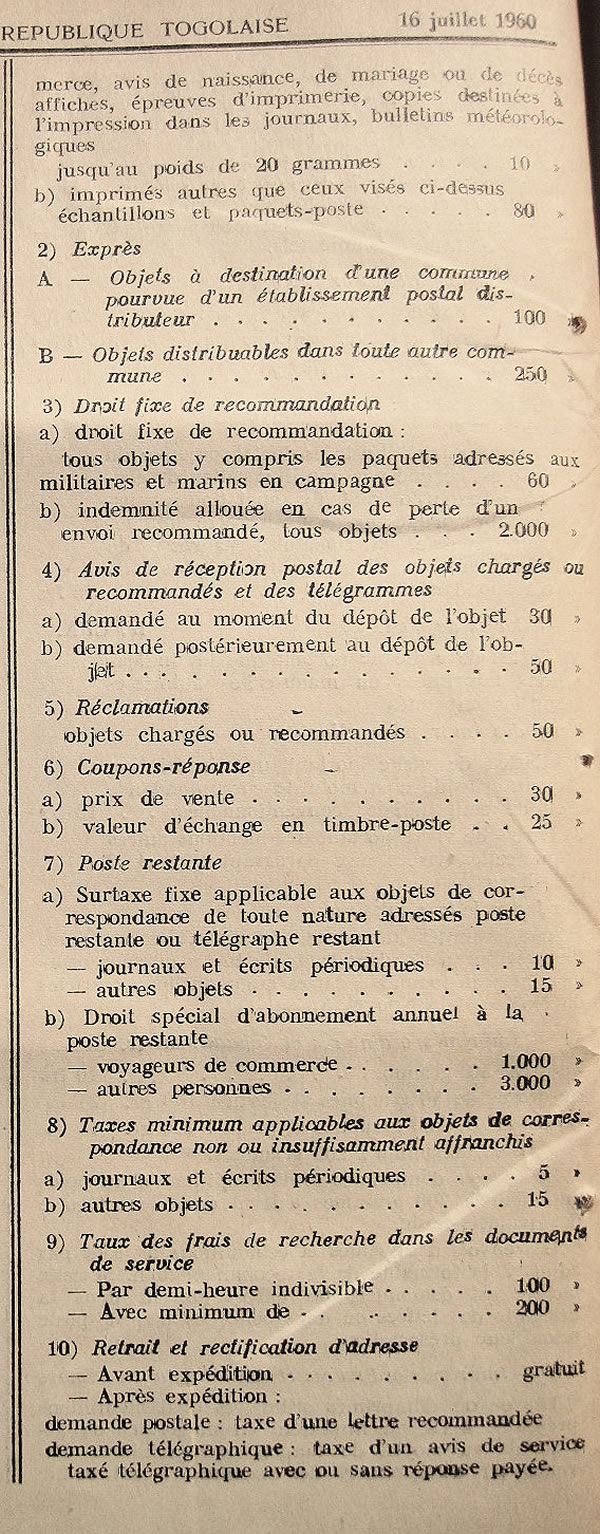 REPUBLIQUE TOGOLAISE 16 juillet 1960
merce, avis de naissance, de mariage ou de décès
affiches, épreuves d'imprimerie, copies destinées à
l'impression dans les journaux, bulletins météorolo-
giques
jusqu'au poids de 20 grammes . . . . 10 »
b) imprimés autres que ceux visés ci-dessus
échantillons et paquets-poste . . . . . 80 »
2) Exprès
A — Objets à destination d'une commune
pourvue d'un établissement postal dis-
tributeur . . . . . . . . . . . 100 »
B — Objets distribuables dans toute autre com-
mune . . . . . . . . . . . . 250 »
3) Droit fixe de recommandation
a) droit fixe de recommandation :
tous objets y compris les paquets adressés aux
militaires et marins en campagne . . . . 60 »
b) indemnité allouée en cas de perte d'un
envoi recommandé, tous objets . . . 2.000 »
4) Avis de réception postal des objets chargés ou
recommandés et des télégrammes
a) demandé au moment du dépôt de l'objet 30 »
b) demandé postérieurement au dépôt de l'ob-
jet . . . . . . . . . . . . . . . 50 »
5) Réclamations
objets chargés ou recommandés . . . . 50 »
6) Coupons-réponse
a) prix de vente . . . . . . . . . . . 30 »
b) valeur d'échange en timbre-poste . . 25 »
7) Poste restante
a) Surtaxe fixe applicable aux objets de cor-
respondance de toute nature adressés poste
restante ou télégraphe restant
— journaux et écrits périodiques . . . 10 »
— autres objets . . . . . . . . . . 15 »
b) Droit spécial d'abonnement annuel à la
poste restante
— voyageurs de commerce . . . . . . 1.000 »
— autres personnes . . . . . . . . 3.000 »
8) Taxes minimum applicables aux objets de corres-
pondance non ou insuffisamment affranchis
a) journaux et écrits périodiques . . . . 5 »
b) autres objets . . . . . . . . . . . 15 »
9) Taux des frais de recherche dans les documents
de service
— Par demi-heure indivisible . . . . . 100 »
— Avec minimum de . . . . . . . 200 »
10) Retrait et rectification d'adresse
— Avant expédition . . . . . . . . . gratuit
— Après expédition :
demande postale : taxe d'une lettre recommandée
demande télégraphique : taxe d'un avis de service
taxé télégraphique avec ou sans réponse payée.